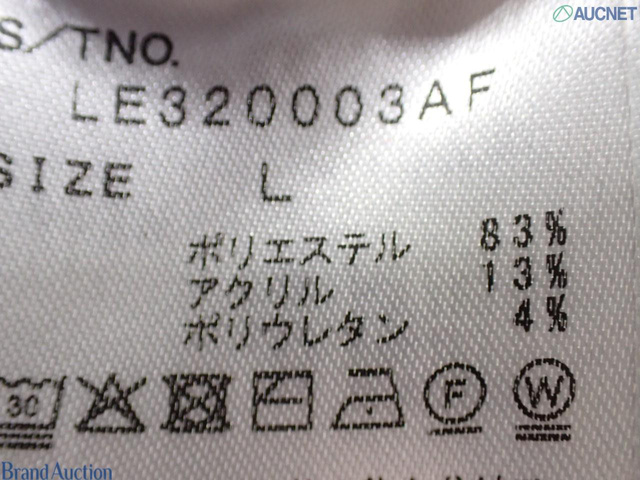 AUCNET
S/TNO.
LE320003AF
SIZE L
ポリエステル 83%
アクリル 13%
ポリウレタン 4%
30 F W
Brand Auction